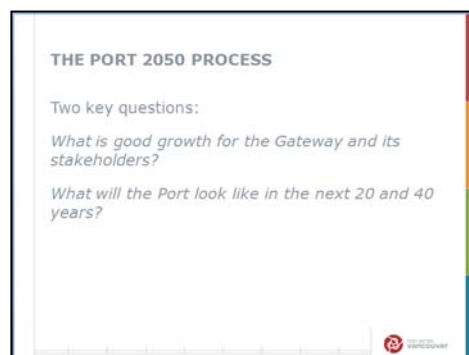 THE PORT 2050 PROCESS
Two key questions:
What is good growth for the Gateway and its
stakeholders?
What will the Port look like in the next 20 and 40
years?
vancouver